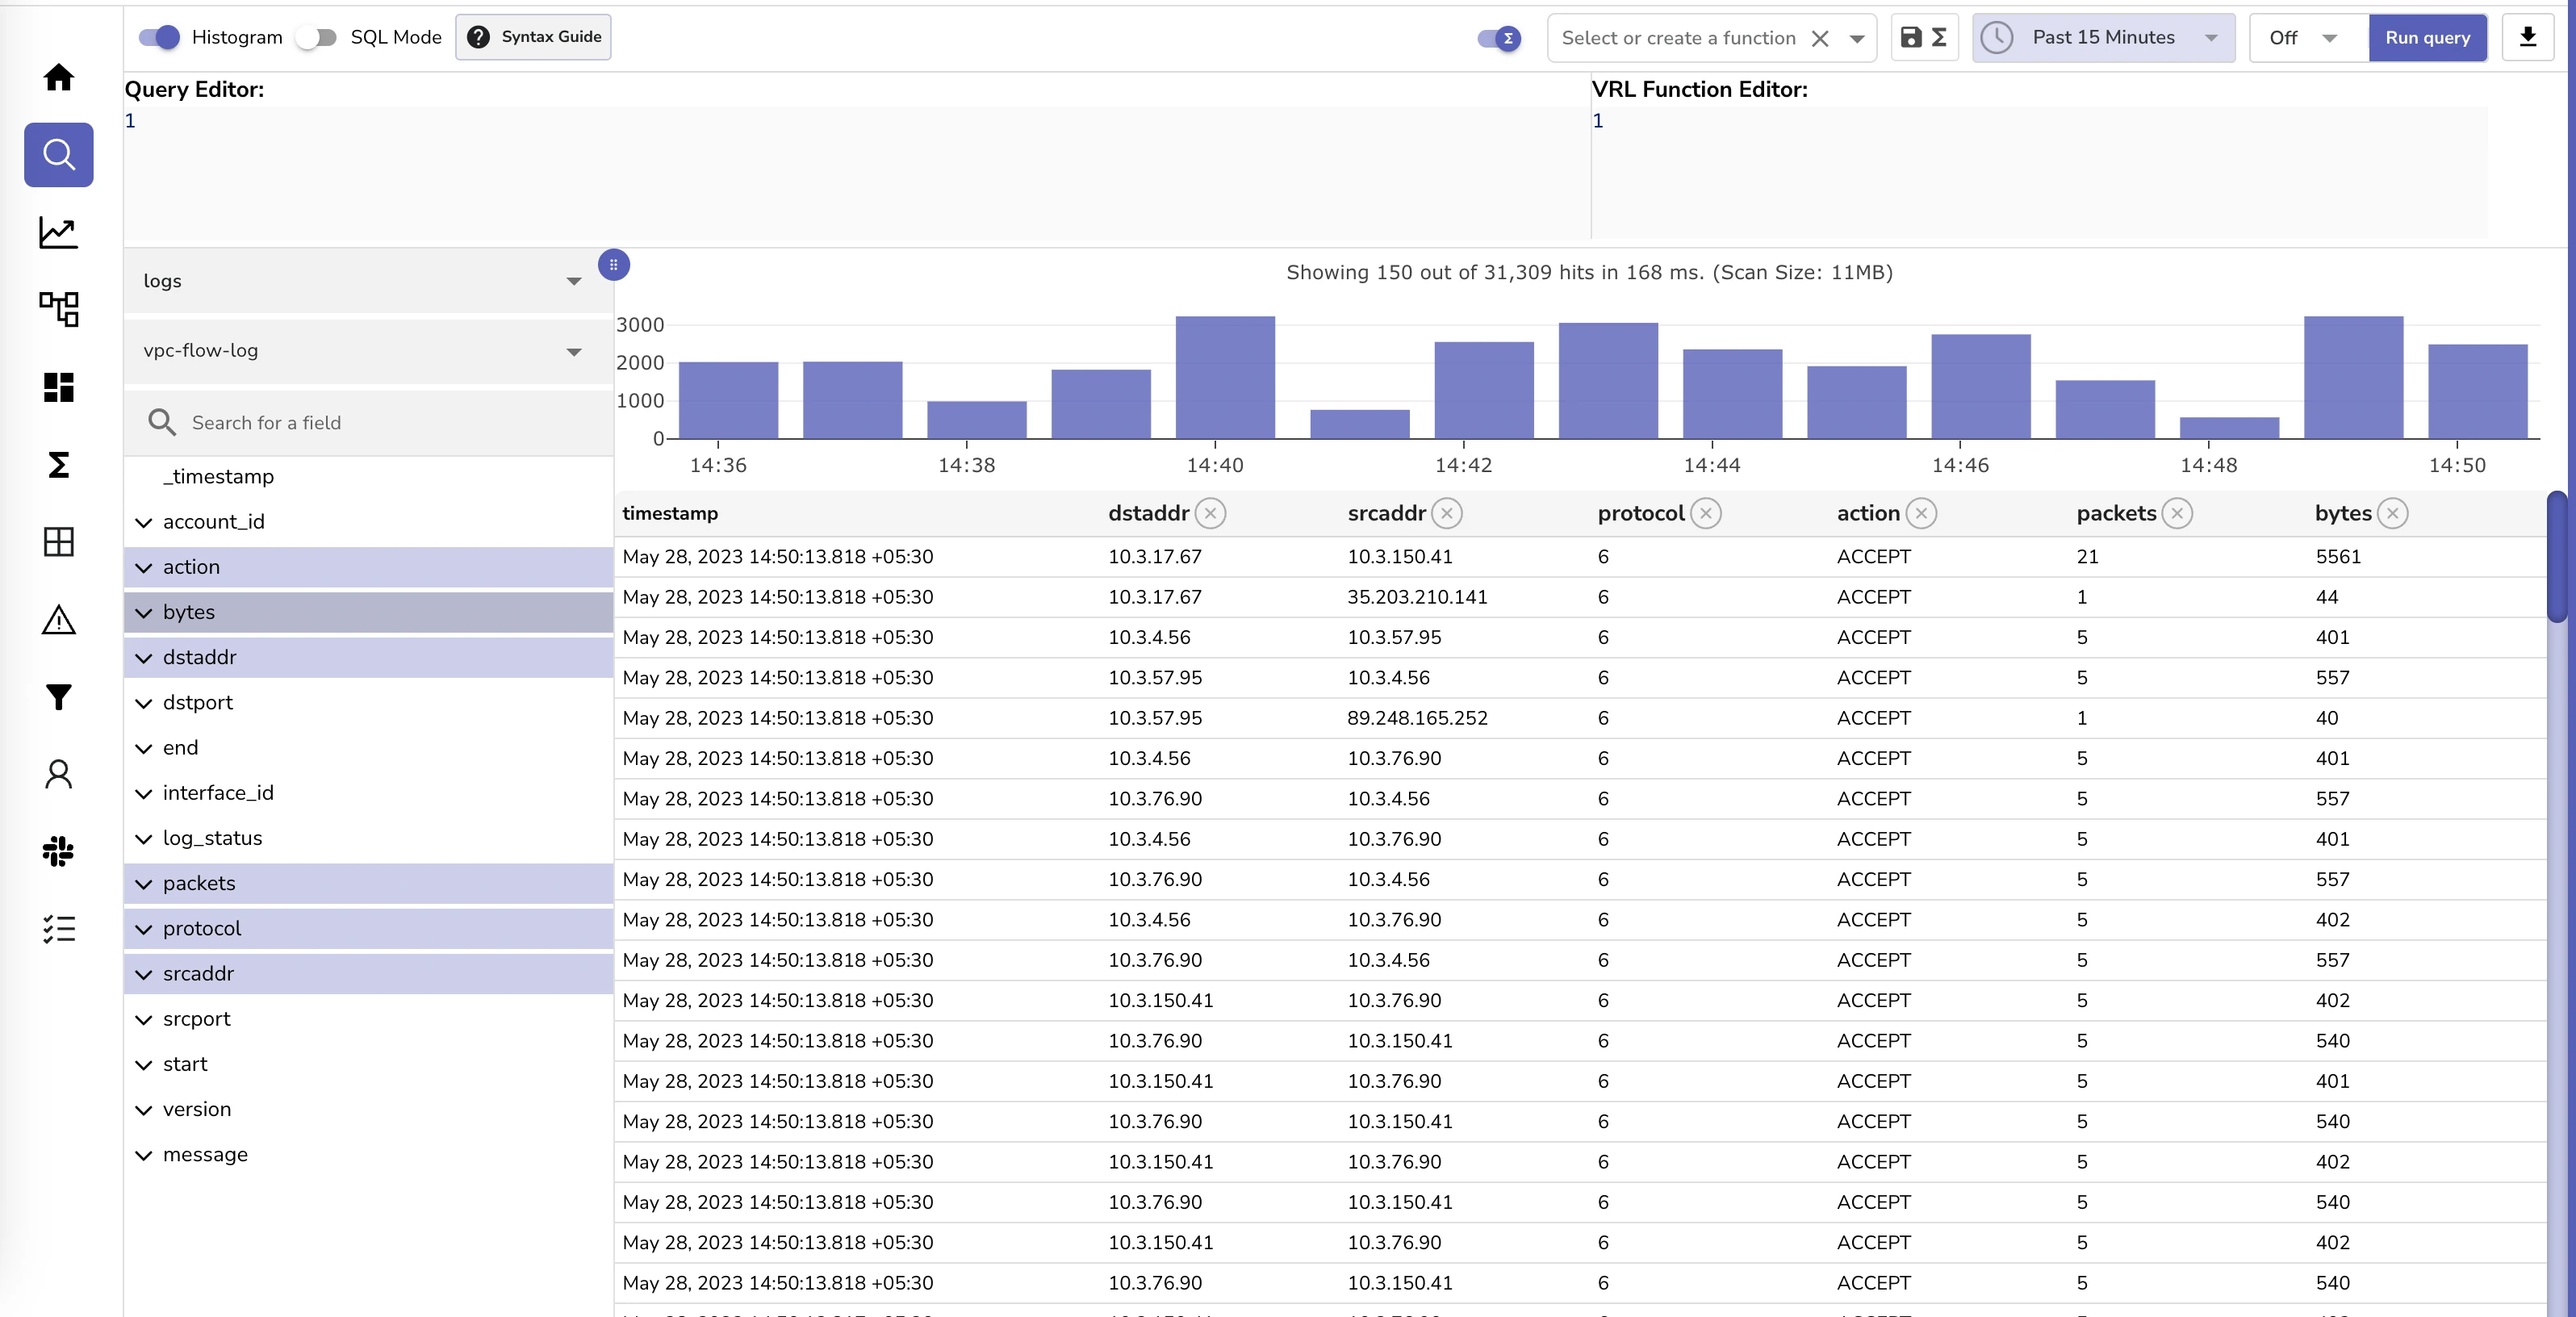 Histogram SQL Mode Syntax Guide Select or create a function Past 15 Minutes Off Run query
Query Editor:
1
VRL Function Editor:
1
logs
vpc-flow-log
Search for a field
_timestamp
account_id
action
bytes
dstaddr
dstport
end
interface_id
log_status
packets
protocol
srcaddr
srcport
start
version
message
Showing 150 out of 31,309 hits in 168 ms. (Scan Size: 11MB)
3000
2000
1000
0
14:36 14:38 14:40 14:42 14:44 14:46 14:48 14:50
timestamp dstaddr srcaddr protocol action packets bytes
May 28, 2023 14:50:13.818 +05:30 10.3.17.67 10.3.150.41 6 ACCEPT 21 5561
May 28, 2023 14:50:13.818 +05:30 10.3.17.67 35.203.210.141 6 ACCEPT 1 44
May 28, 2023 14:50:13.818 +05:30 10.3.4.56 10.3.57.95 6 ACCEPT 5 401
May 28, 2023 14:50:13.818 +05:30 10.3.57.95 10.3.4.56 6 ACCEPT 5 557
May 28, 2023 14:50:13.818 +05:30 10.3.57.95 89.248.165.252 6 ACCEPT 1 40
May 28, 2023 14:50:13.818 +05:30 10.3.4.56 10.3.76.90 6 ACCEPT 5 401
May 28, 2023 14:50:13.818 +05:30 10.3.76.90 10.3.4.56 6 ACCEPT 5 557
May 28, 2023 14:50:13.818 +05:30 10.3.4.56 10.3.76.90 6 ACCEPT 5 401
May 28, 2023 14:50:13.818 +05:30 10.3.76.90 10.3.4.56 6 ACCEPT 5 557
May 28, 2023 14:50:13.818 +05:30 10.3.4.56 10.3.76.90 6 ACCEPT 5 402
May 28, 2023 14:50:13.818 +05:30 10.3.76.90 10.3.4.56 6 ACCEPT 5 557
May 28, 2023 14:50:13.818 +05:30 10.3.150.41 10.3.76.90 6 ACCEPT 5 402
May 28, 2023 14:50:13.818 +05:30 10.3.76.90 10.3.150.41 6 ACCEPT 5 540
May 28, 2023 14:50:13.818 +05:30 10.3.150.41 10.3.76.90 6 ACCEPT 5 401
May 28, 2023 14:50:13.818 +05:30 10.3.76.90 10.3.150.41 6 ACCEPT 5 540
May 28, 2023 14:50:13.818 +05:30 10.3.150.41 10.3.76.90 6 ACCEPT 5 402
May 28, 2023 14:50:13.818 +05:30 10.3.76.90 10.3.150.41 6 ACCEPT 5 540
May 28, 2023 14:50:13.818 +05:30 10.3.150.41 10.3.76.90 6 ACCEPT 5 402
May 28, 2023 14:50:13.818 +05:30 10.3.76.90 10.3.150.41 6 ACCEPT 5 540